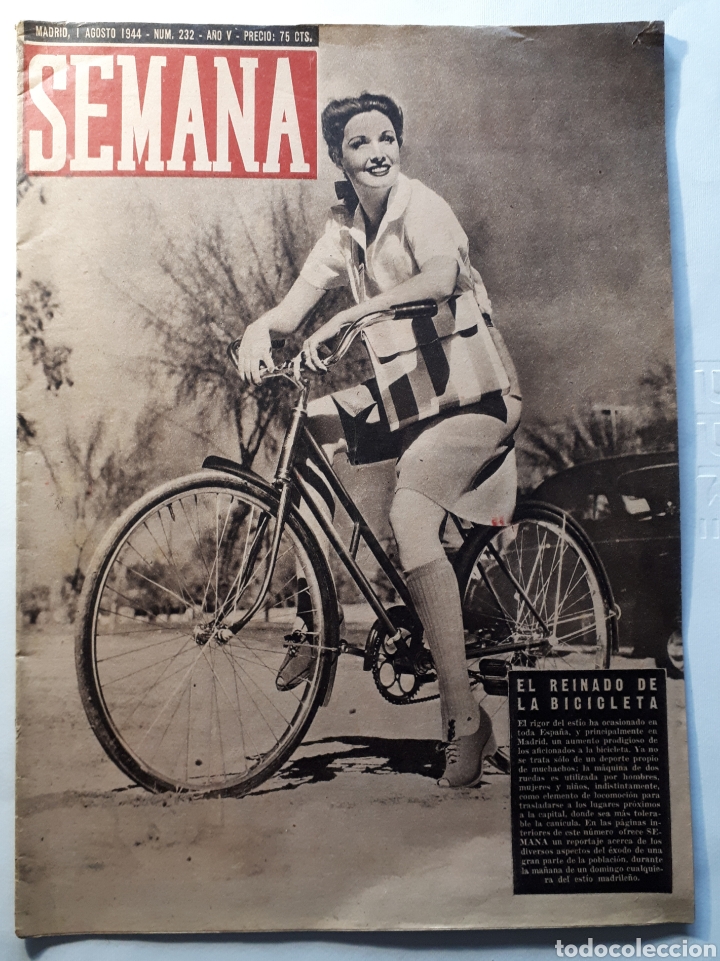 MADRID, 1 AGOSTO 1944 - NUM. 232 - AÑO V - PRECIO: 75 CTS.
SEMANA
EL REINADO DE
LA BICICLETA
El rigor del estío ha ocasionado en
toda España, y principalmente en
Madrid, un aumento prodigioso de
los aficionados a la bicicleta. Ya no
se trata sólo de un deporte propio
de muchachos; la máquina de dos
ruedas es utilizada por hombres,
mujeres y niños, indistintamente,
como elemento de locomoción para
trasladarse a los lugares próximos
a la capital, donde sea más tolera-
ble la canícula. En las páginas in-
teriores de este número ofrece SE-
MANA un reportaje acerca de los
diversos aspectos del éxodo de una
gran parte de la población, durante
la mañana de un domingo cualquie-
ra del estío madrileño.
todocoleccion